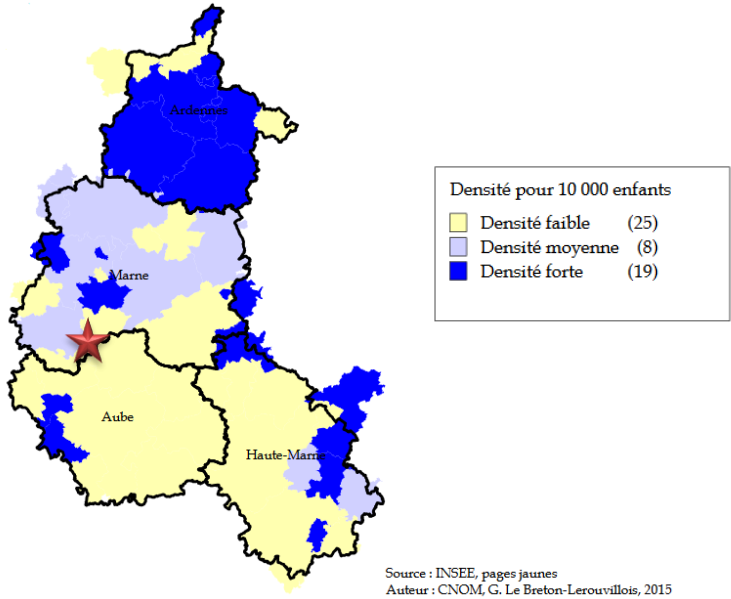 Ardennes
Marne
Aube
Haute-Marne
Densité pour 10 000 enfants
Densité faible (25)
Densité moyenne (8)
Densité forte (19)
Source : INSEE, pages jaunes
Auteur : CNOM, G. Le Breton-Lerouvillois, 2015